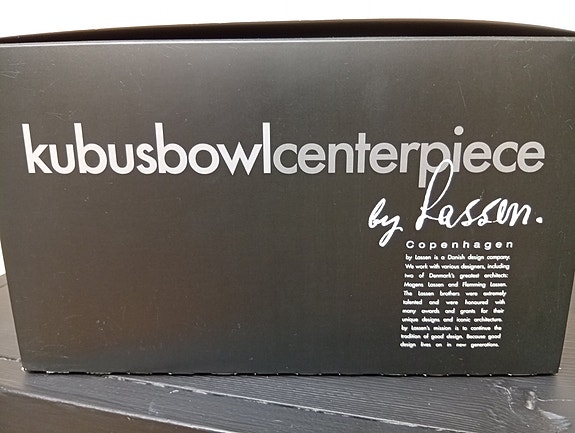 kubusbowlcenterpiece
by Lassen.
Copenhagen
by Lassen is a Danish design company.
We work with various designers, including
two of Denmark's greatest architects:
Mogens Lassen and Flemming Lassen.
The Lassen brothers were extremely
talented and were honoured with
many awards and grants for their
unique designs and iconic architecture.
by Lassen's mission is to continue the
tradition of good design. Because good
design lives on in new generations.